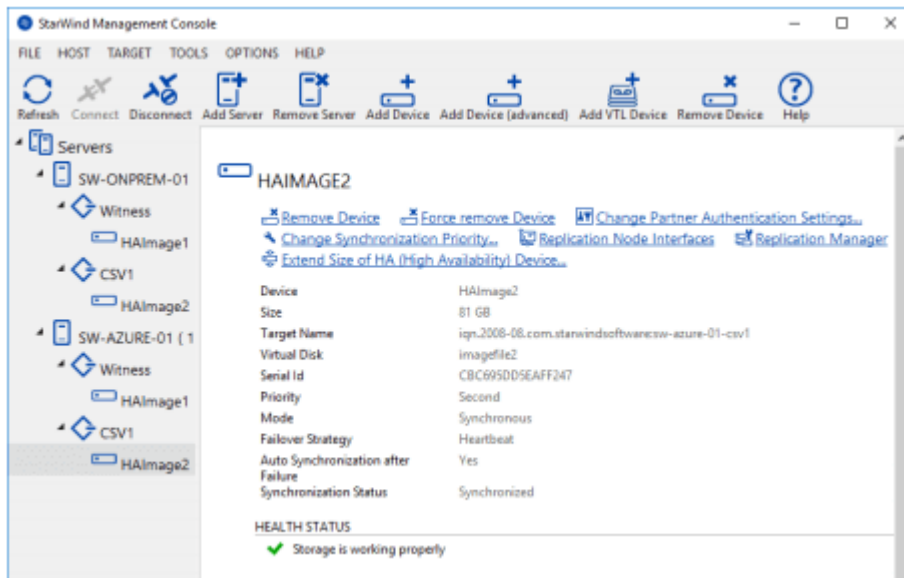 StarWind Management Console
FILE HOST TARGET TOOLS OPTIONS HELP
Refresh Connect Disconnect Add Server Remove Server Add Device Add Device (advanced) Add VTL Device Remove Device Help
Servers
SW-ONPREM-01
Witness
HAImage1
CSV1
HAImage2
SW-AZURE-01 ( 1
Witness
HAImage1
CSV1
HAImage2
HAIMAGE2
Remove Device Force remove Device Change Partner Authentication Settings...
Change Synchronization Priority... Replication Node Interfaces Replication Manager
Extend Size of HA (High Availability) Device...
Device HAImage2
Size 81 GB
Target Name iqn.2008-08.com.starwindsoftware:sw-azure-01-csv1
Virtual Disk imagefile2
Serial Id CBC695DD5EAFF247
Priority Second
Mode Synchronous
Failover Strategy Heartbeat
Auto Synchronization after Yes
Failure
Synchronization Status Synchronized
HEALTH STATUS
Storage is working properly